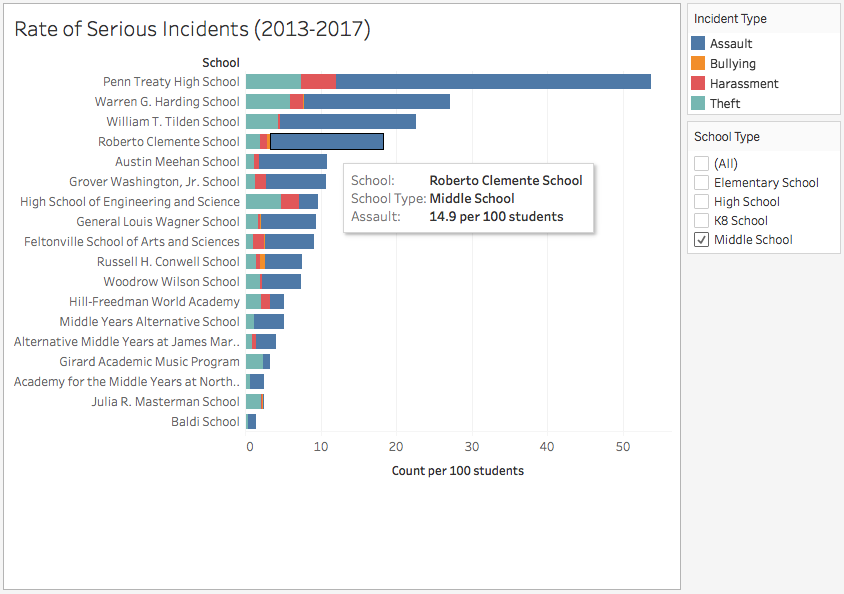 Rate of Serious Incidents (2013-2017)
School
Penn Treaty High School
Warren G. Harding School
William T. Tilden School
Roberto Clemente School
Austin Meehan School
Grover Washington, Jr. School
High School of Engineering and Science
General Louis Wagner School
Feltonville School of Arts and Sciences
Russell H. Conwell School
Woodrow Wilson School
Hill-Freedman World Academy
Middle Years Alternative School
Alternative Middle Years at James Mar..
Girard Academic Music Program
Academy for the Middle Years at North..
Julia R. Masterman School
Baldi School
0 10 20 30 40 50
Count per 100 students
School: Roberto Clemente School
School Type: Middle School
Assault: 14.9 per 100 students
Incident Type
Assault
Bullying
Harassment
Theft
School Type
(All)
Elementary School
High School
K8 School
Middle School